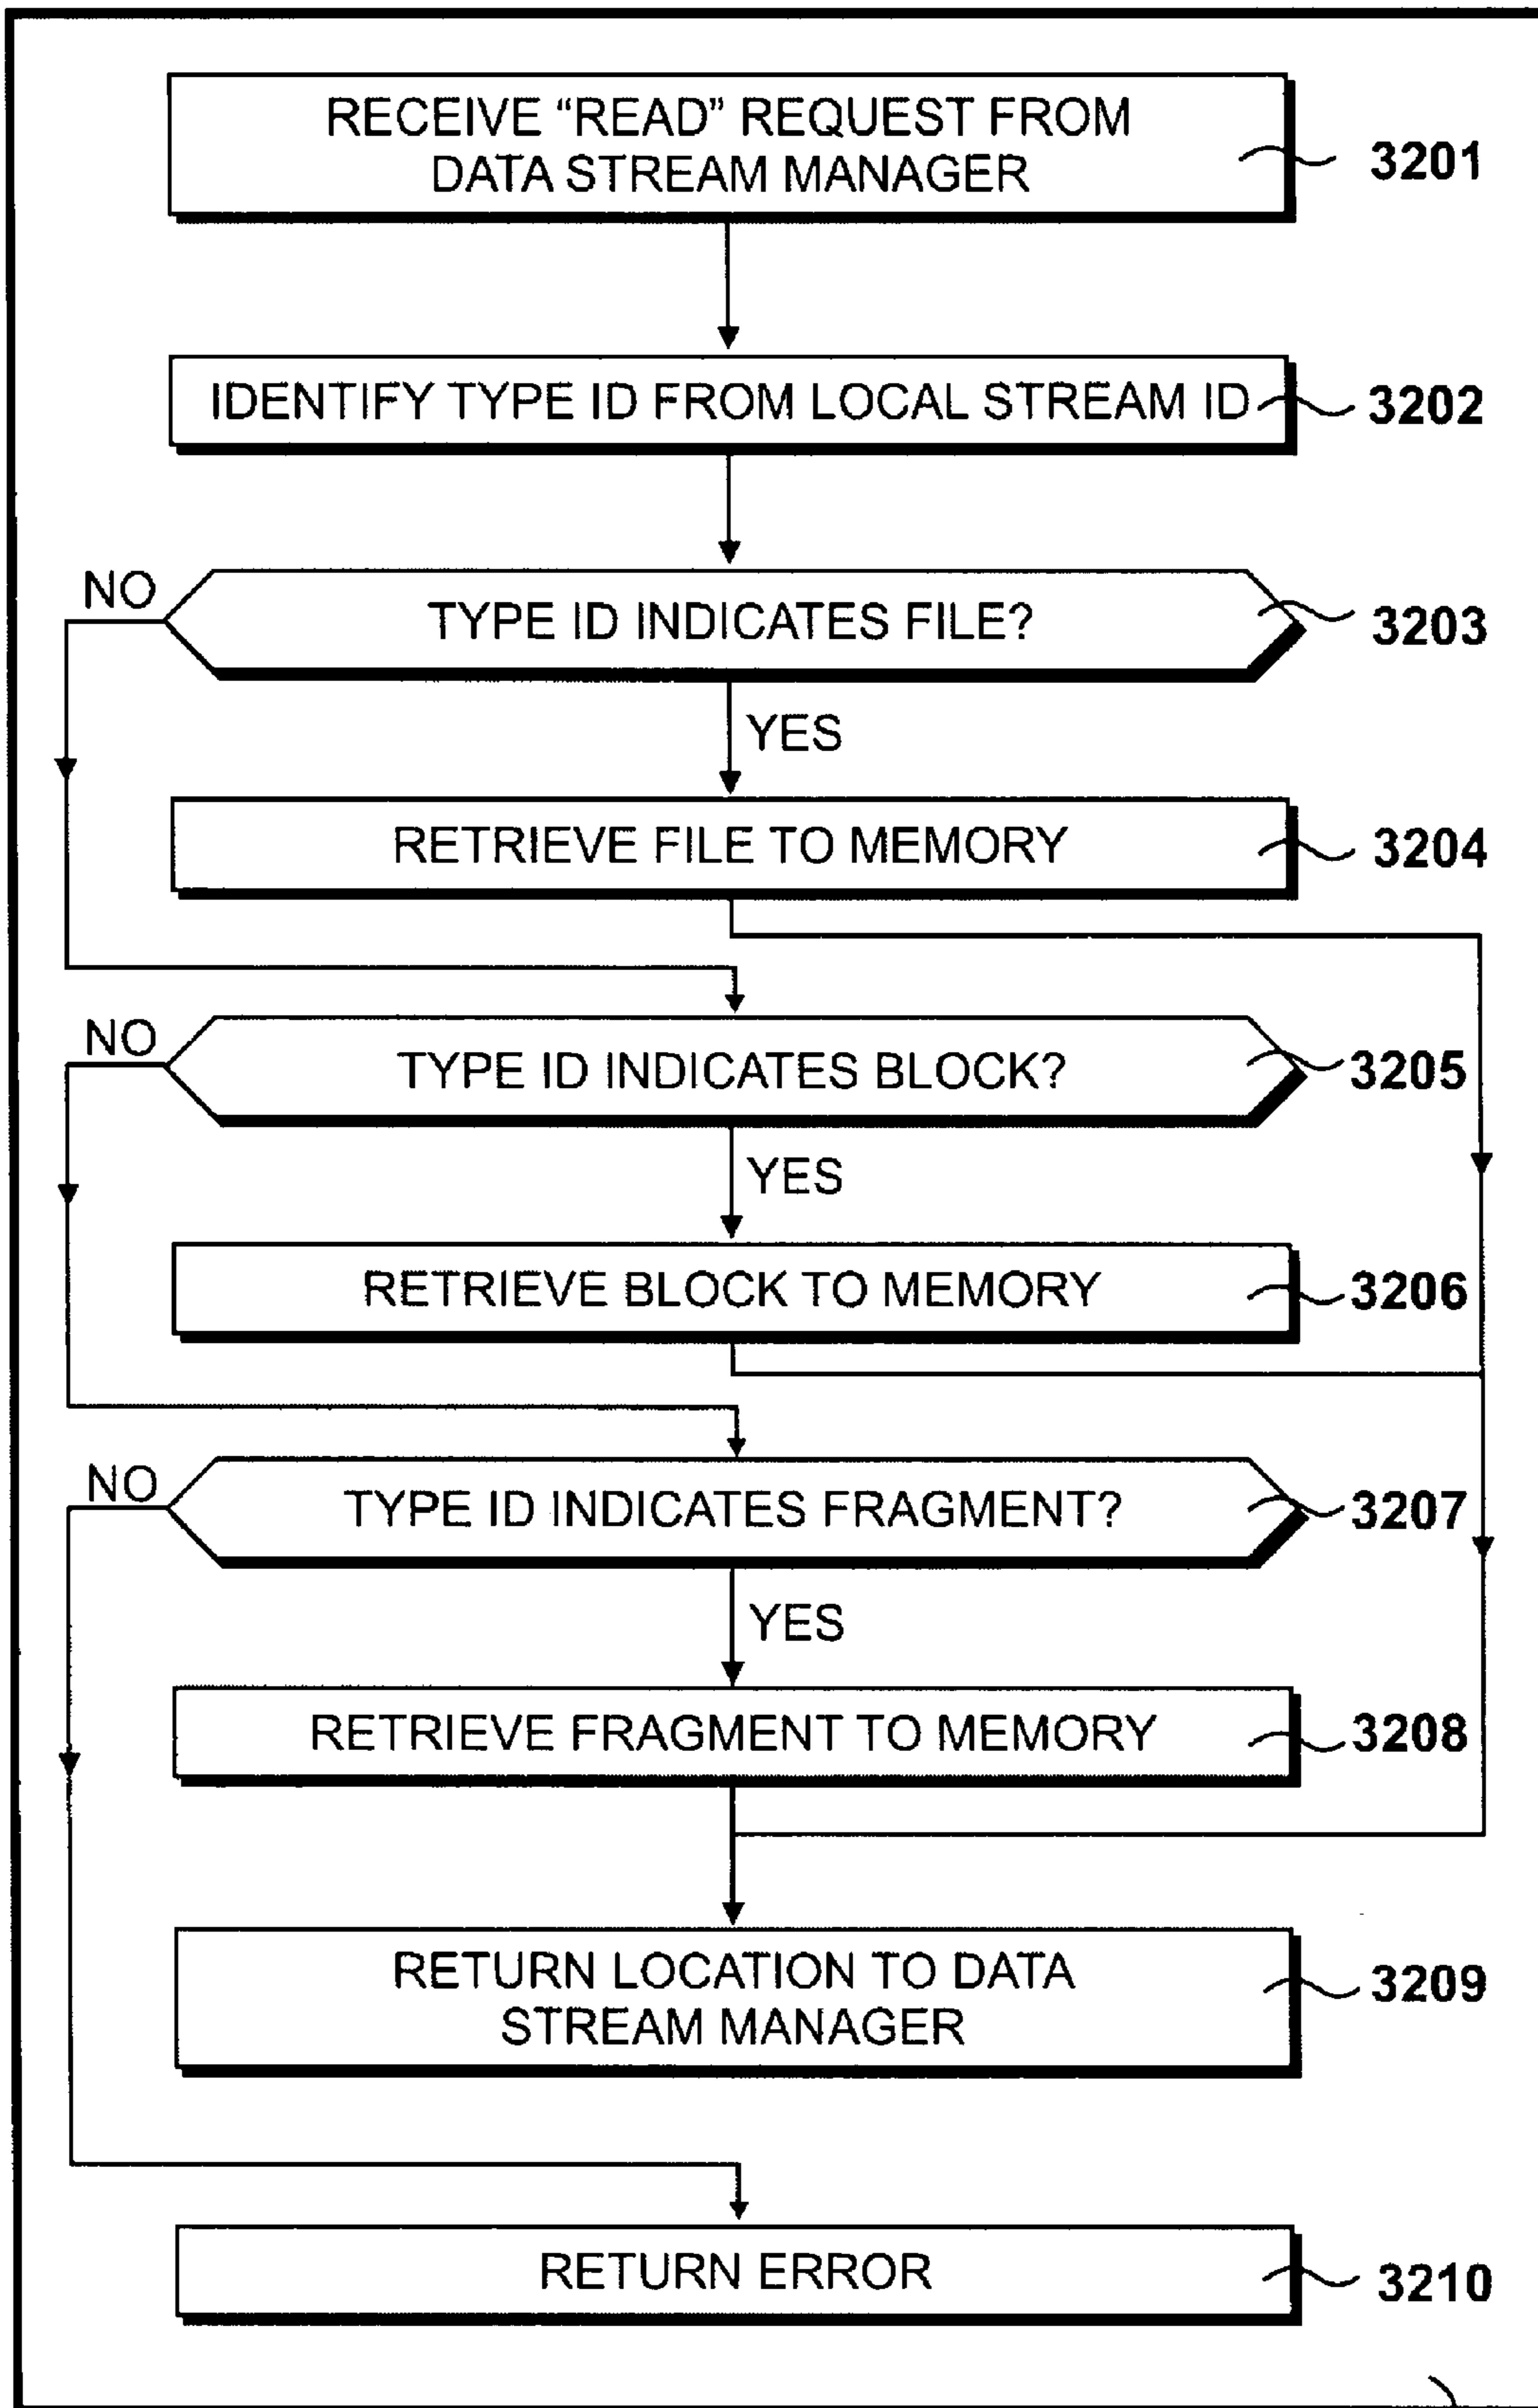 RECEIVE “READ” REQUEST FROM
DATA STREAM MANAGER
3201
IDENTIFY TYPE ID FROM LOCAL STREAM ID
3202
NO
TYPE ID INDICATES FILE?
3203
YES
RETRIEVE FILE TO MEMORY
3204
NO
TYPE ID INDICATES BLOCK?
3205
YES
RETRIEVE BLOCK TO MEMORY
3206
NO
TYPE ID INDICATES FRAGMENT?
3207
YES
RETRIEVE FRAGMENT TO MEMORY
3208
RETURN LOCATION TO DATA
STREAM MANAGER
3209
RETURN ERROR
3210